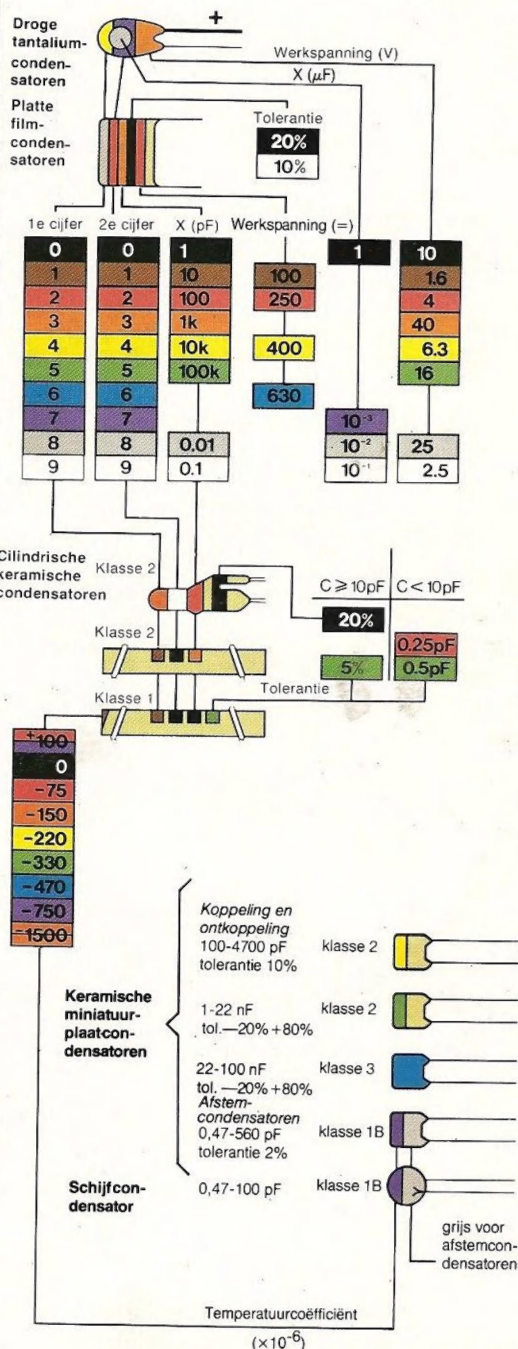 Droge
tantalium-
conden-
satoren
+
Werkspanning (V)
X (µF)
Platte
film-
conden-
satoren
Tolerantie
20%
10%
1e cijfer 2e cijfer X (pF) Werkspanning (=)
0 0 1 1 10
1 1 10 100 1.6
2 2 100 250 4
3 3 1k 40
4 4 10k 400 6.3
5 5 100k 16
6 6 630
7 7 10⁻³
8 8 0.01 10⁻² 25
9 9 0.1 10⁻¹ 2.5
Cilindrische
keramische
condensatoren
Klasse 2
C ≥ 10pF C < 10pF
20%
Klasse 2
0.25pF
5% 0.5pF
Klasse 1
Tolerantie
+100
0
-75
-150
-220
-330
-470
-750
-1500
Keramische
miniatuur-
plaatcon-
densatoren
Koppeling en
ontkoppeling
100-4700 pF klasse 2
tolerantie 10%
1-22 nF klasse 2
tol.—20% +80%
22-100 nF klasse 3
tol. —20% +80%
Afstem-
condensatoren
0,47-560 pF klasse 1B
tolerantie 2%
Schijfcon-
densator
0,47-100 pF klasse 1B
grijs voor
afstemcon-
densatoren
Temperatuurcoëfficiënt
(×10⁻⁶)